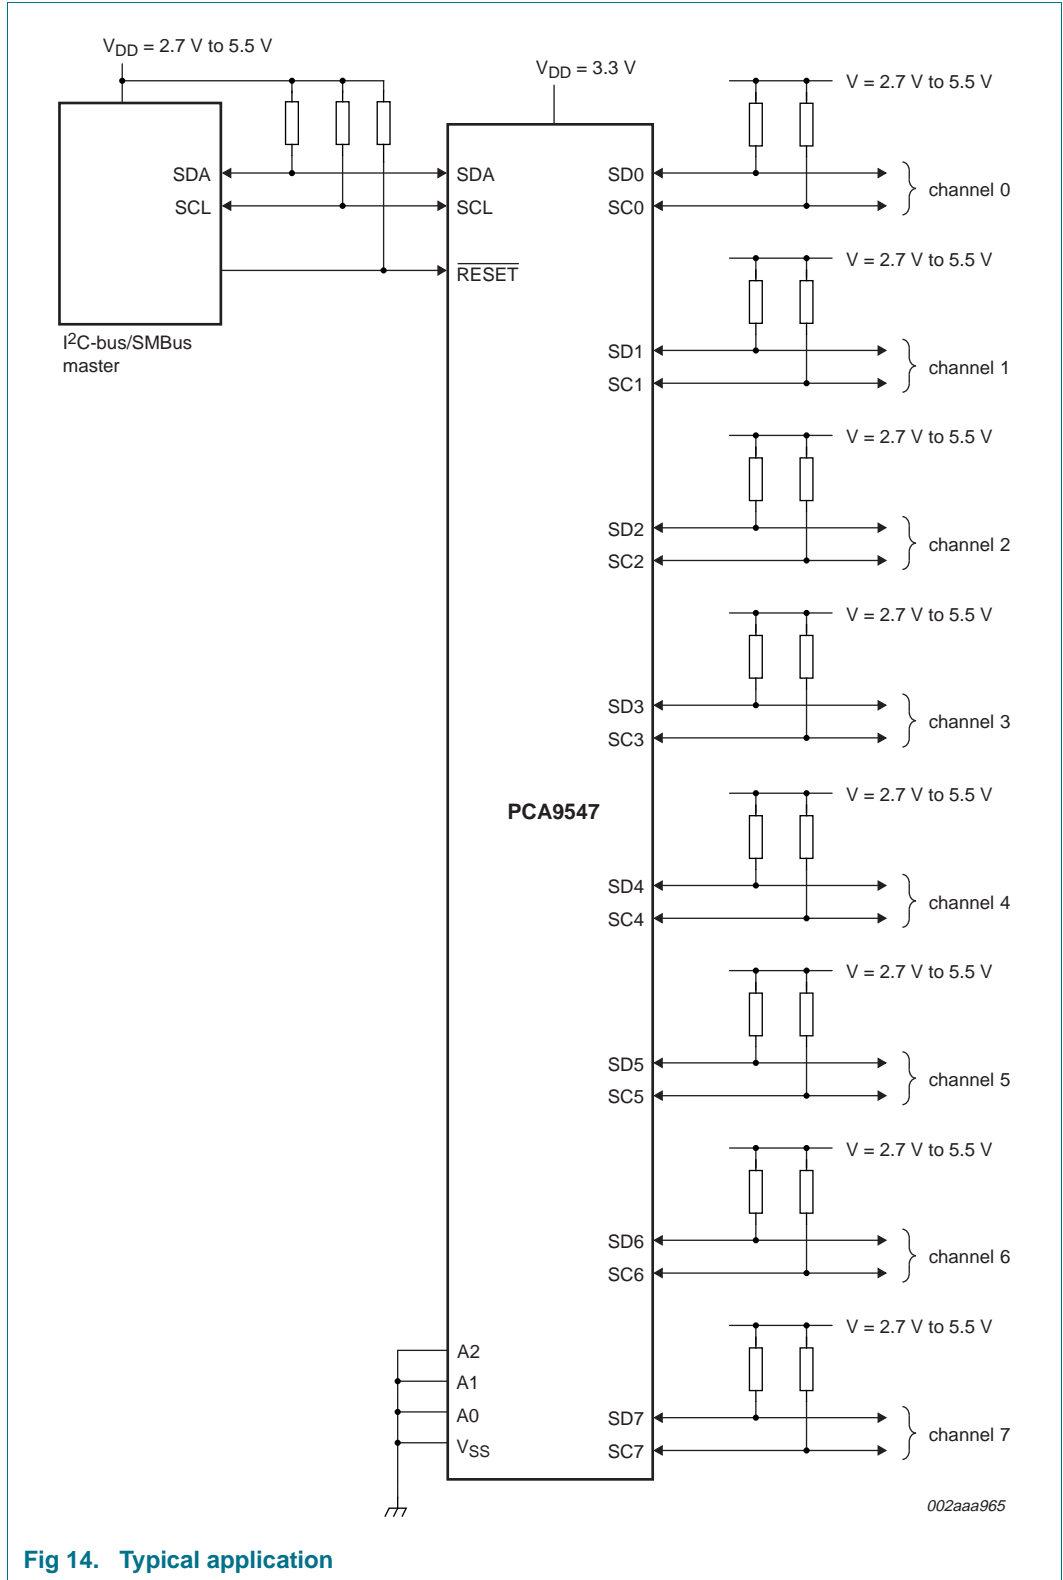 V_DD = 2.7 V to 5.5 V
V_DD = 3.3 V
V = 2.7 V to 5.5 V
SDA
SCL
I²C-bus/SMBus
master
SDA
SCL
RESET
PCA9547
A2
A1
A0
V_SS
SD0
SC0
channel 0
V = 2.7 V to 5.5 V
SD1
SC1
channel 1
V = 2.7 V to 5.5 V
SD2
SC2
channel 2
V = 2.7 V to 5.5 V
SD3
SC3
channel 3
V = 2.7 V to 5.5 V
SD4
SC4
channel 4
V = 2.7 V to 5.5 V
SD5
SC5
channel 5
V = 2.7 V to 5.5 V
SD6
SC6
channel 6
V = 2.7 V to 5.5 V
SD7
SC7
channel 7
002aaa965
Fig 14. Typical application